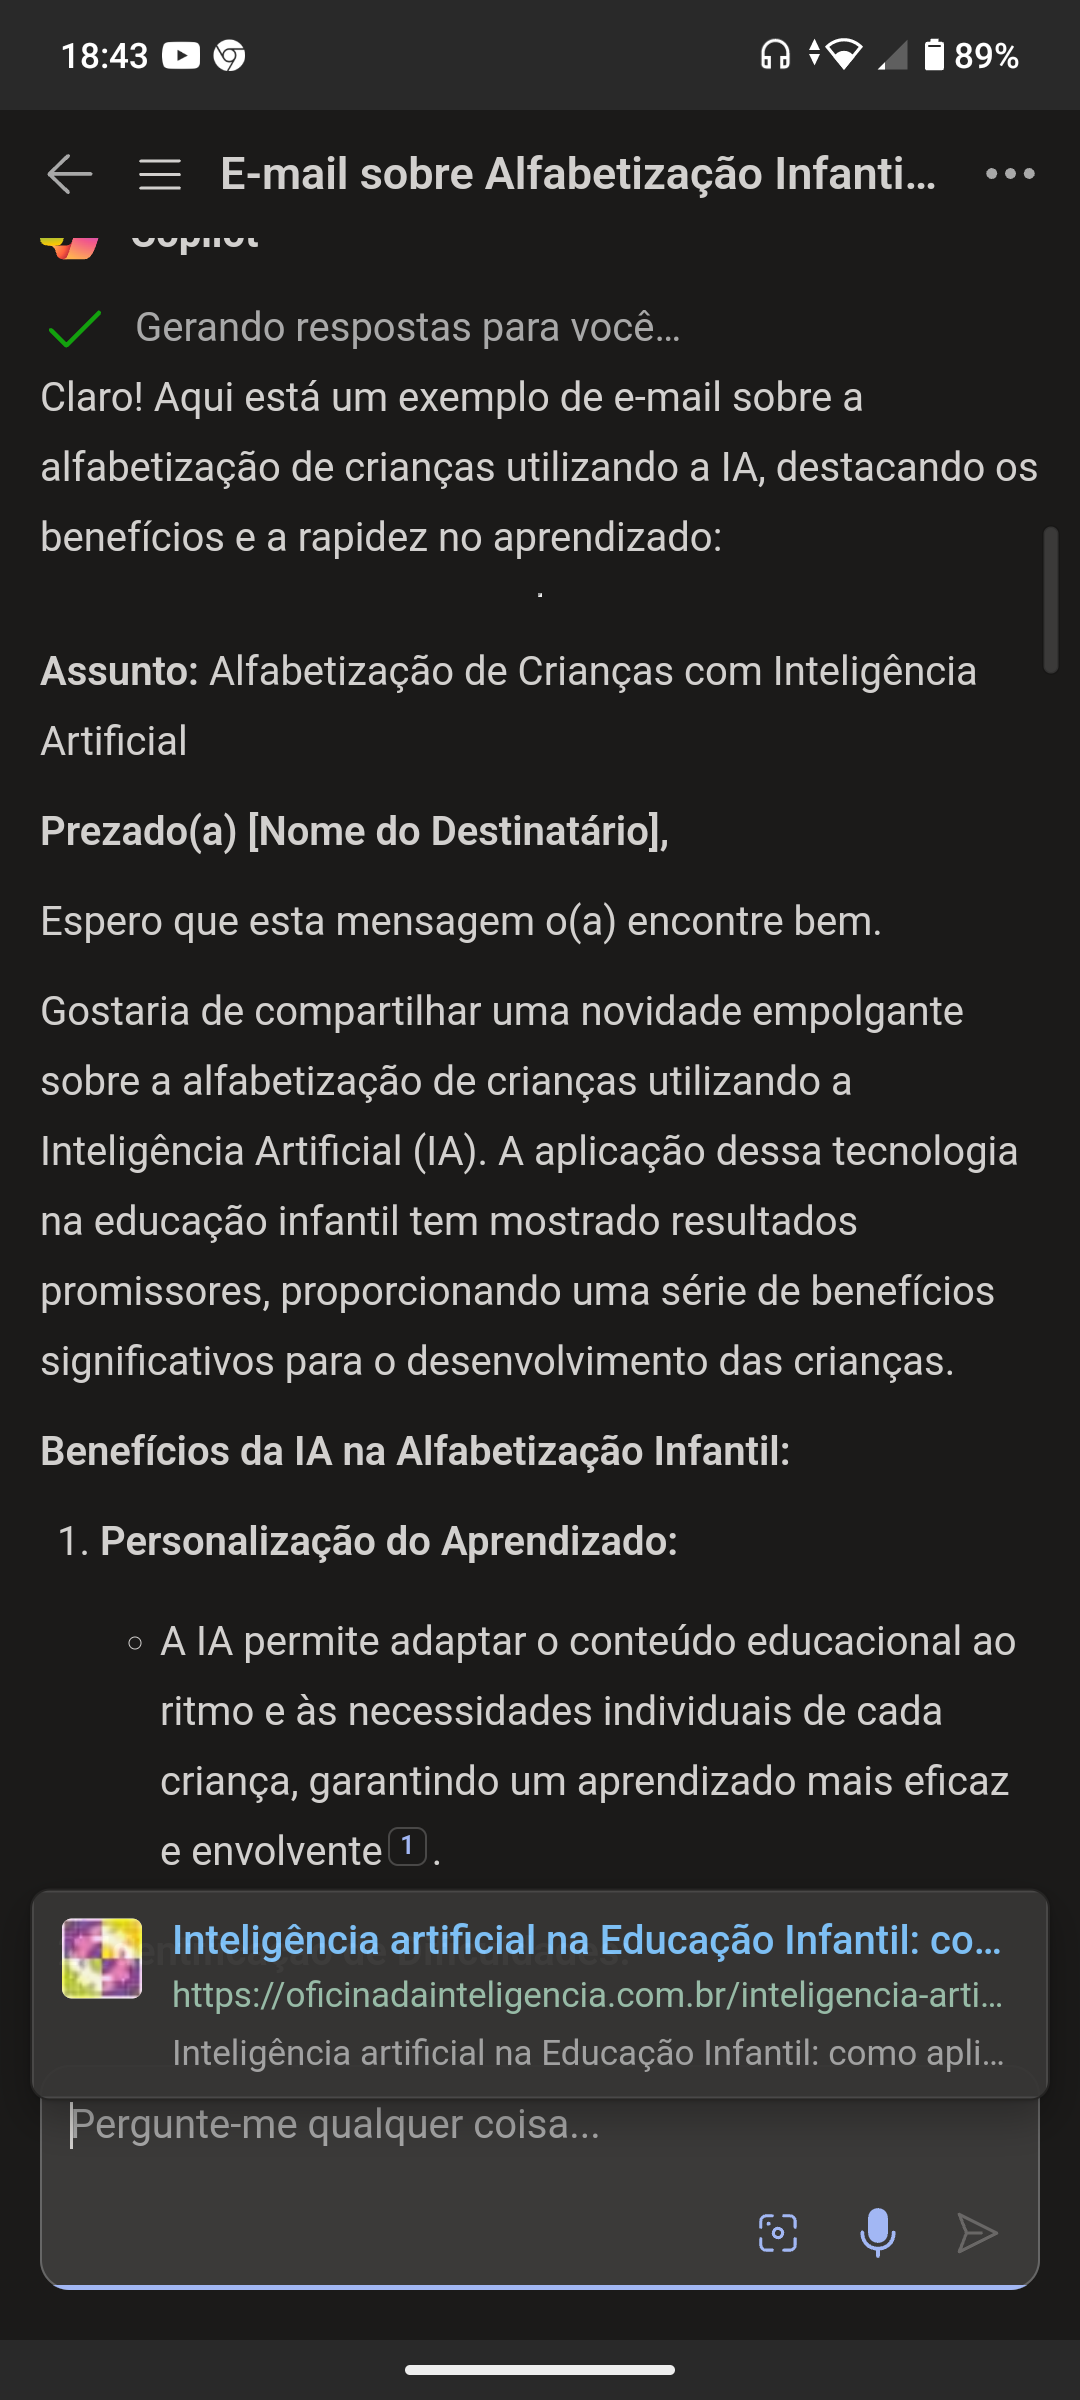 18:43
89%
E-mail sobre Alfabetização Infanti...
Copilot
Gerando respostas para você...
Claro! Aqui está um exemplo de e-mail sobre a
alfabetização de crianças utilizando a IA, destacando os
benefícios e a rapidez no aprendizado:
Assunto: Alfabetização de Crianças com Inteligência
Artificial
Prezado(a) [Nome do Destinatário],
Espero que esta mensagem o(a) encontre bem.
Gostaria de compartilhar uma novidade empolgante
sobre a alfabetização de crianças utilizando a
Inteligência Artificial (IA). A aplicação dessa tecnologia
na educação infantil tem mostrado resultados
promissores, proporcionando uma série de benefícios
significativos para o desenvolvimento das crianças.
Benefícios da IA na Alfabetização Infantil:
1. Personalização do Aprendizado:
◦ A IA permite adaptar o conteúdo educacional ao
ritmo e às necessidades individuais de cada
criança, garantindo um aprendizado mais eficaz
e envolvente 1 .
Inteligência artificial na Educação Infantil: co...
https://oficinadainteligencia.com.br/inteligencia-arti...
Inteligência artificial na Educação Infantil: como apli...
Pergunte-me qualquer coisa...